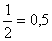 1/2 = 0,5